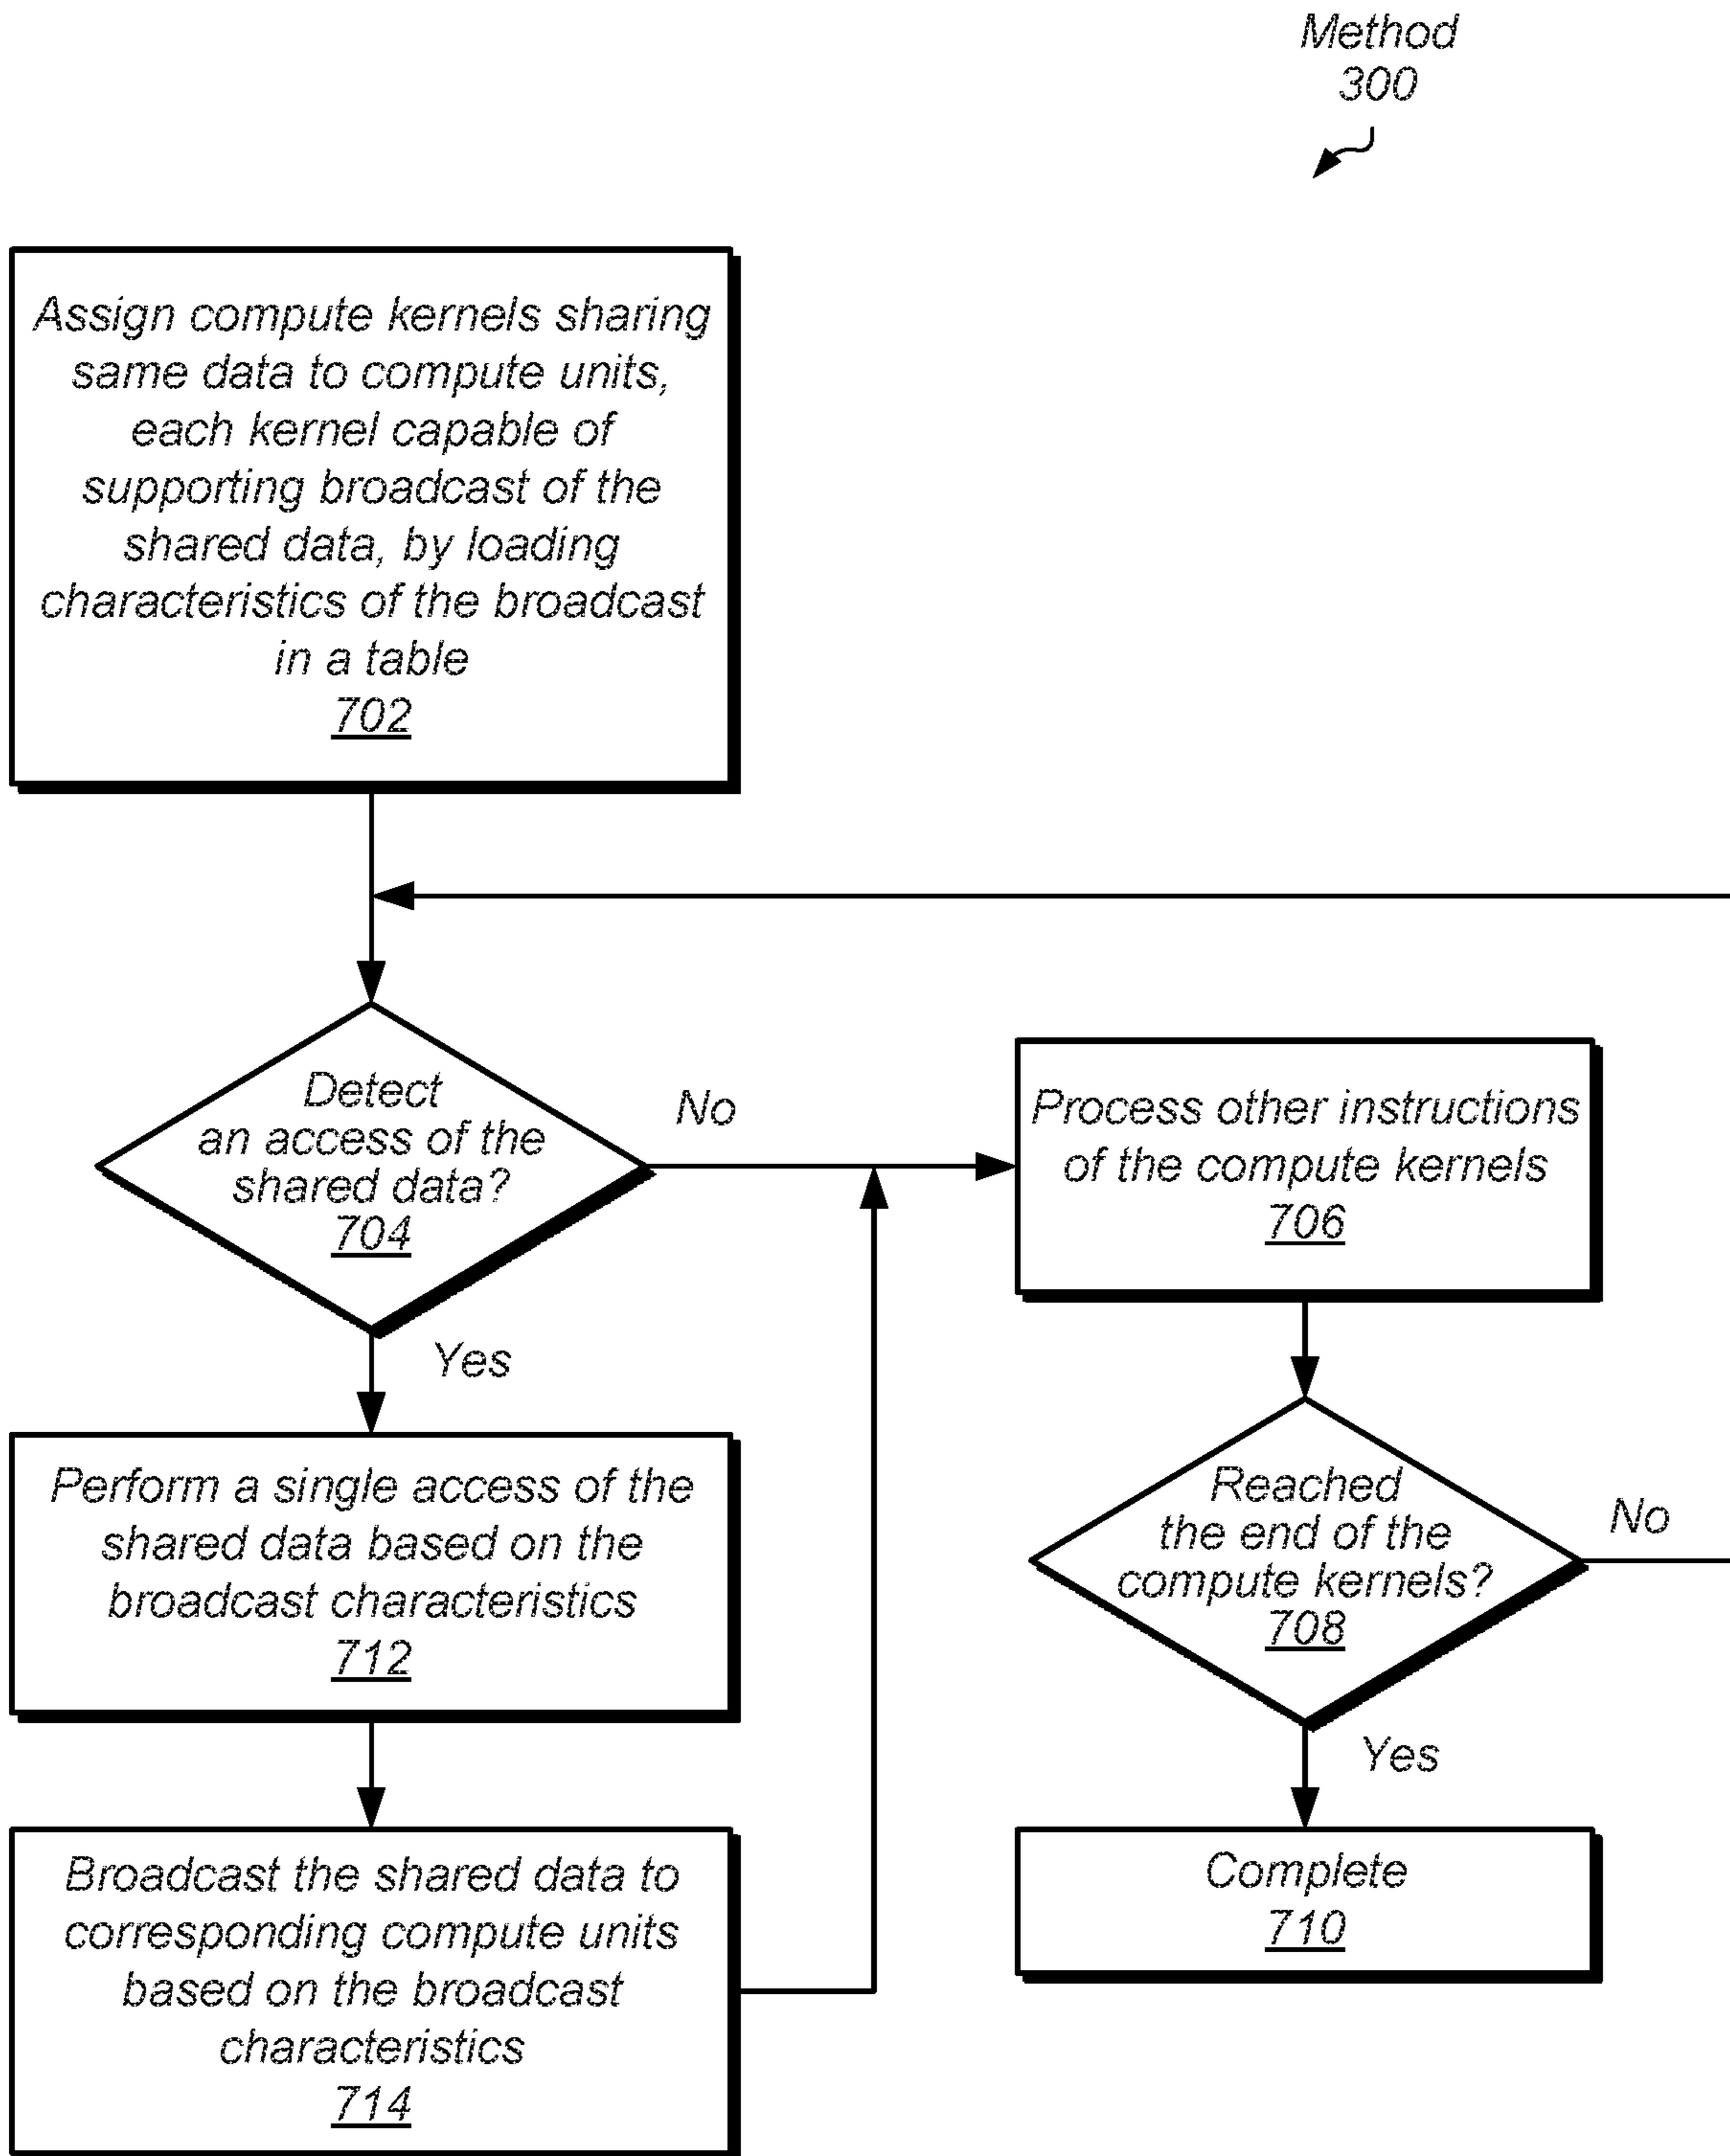 Method
300
Assign compute kernels sharing
same data to compute units,
each kernel capable of
supporting broadcast of the
shared data, by loading
characteristics of the broadcast
in a table
702
Detect
an access of the
shared data?
704
No
Yes
Process other instructions
of the compute kernels
706
Perform a single access of the
shared data based on the
broadcast characteristics
712
Reached
the end of the
compute kernels?
708
No
Yes
Broadcast the shared data to
corresponding compute units
based on the broadcast
characteristics
714
Complete
710